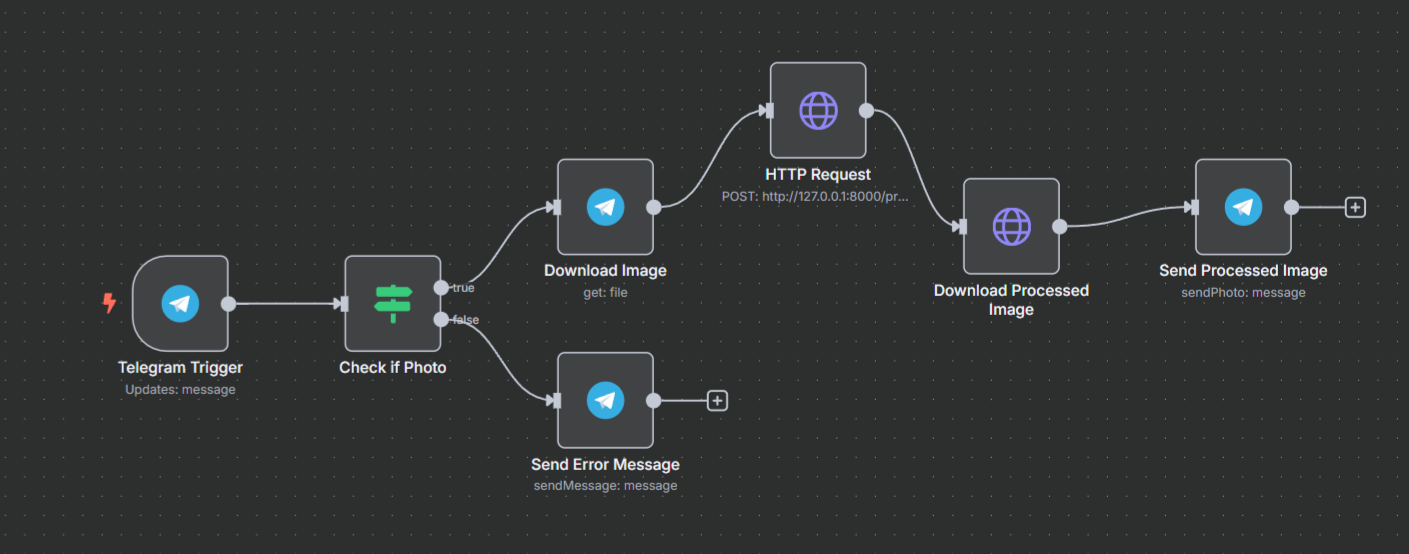 Telegram Trigger
Updates: message
Check if Photo
true
false
Download Image
get: file
Send Error Message
sendMessage: message
HTTP Request
POST: http://127.0.0.1:8000/pr...
Download Processed
Image
Send Processed Image
sendPhoto: message